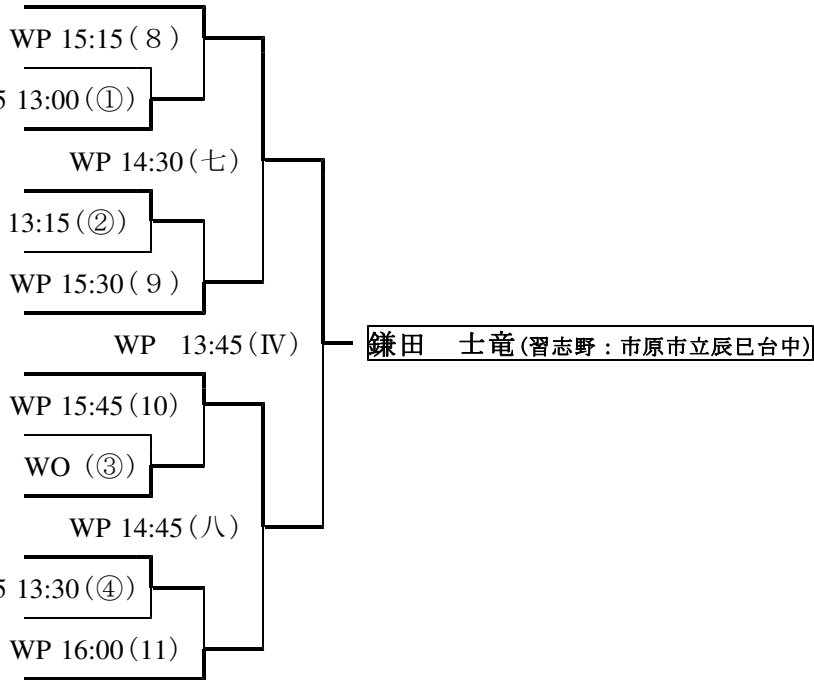 WP 15:15(８)
5 13:00(①)
WP 14:30(七)
13:15(②)
WP 15:30(９)
WP 13:45(Ⅳ)
鎌田 士竜(習志野：市原市立辰巳台中)
WP 15:45(10)
WO (③)
WP 14:45(八)
5 13:30(④)
WP 16:00(11)